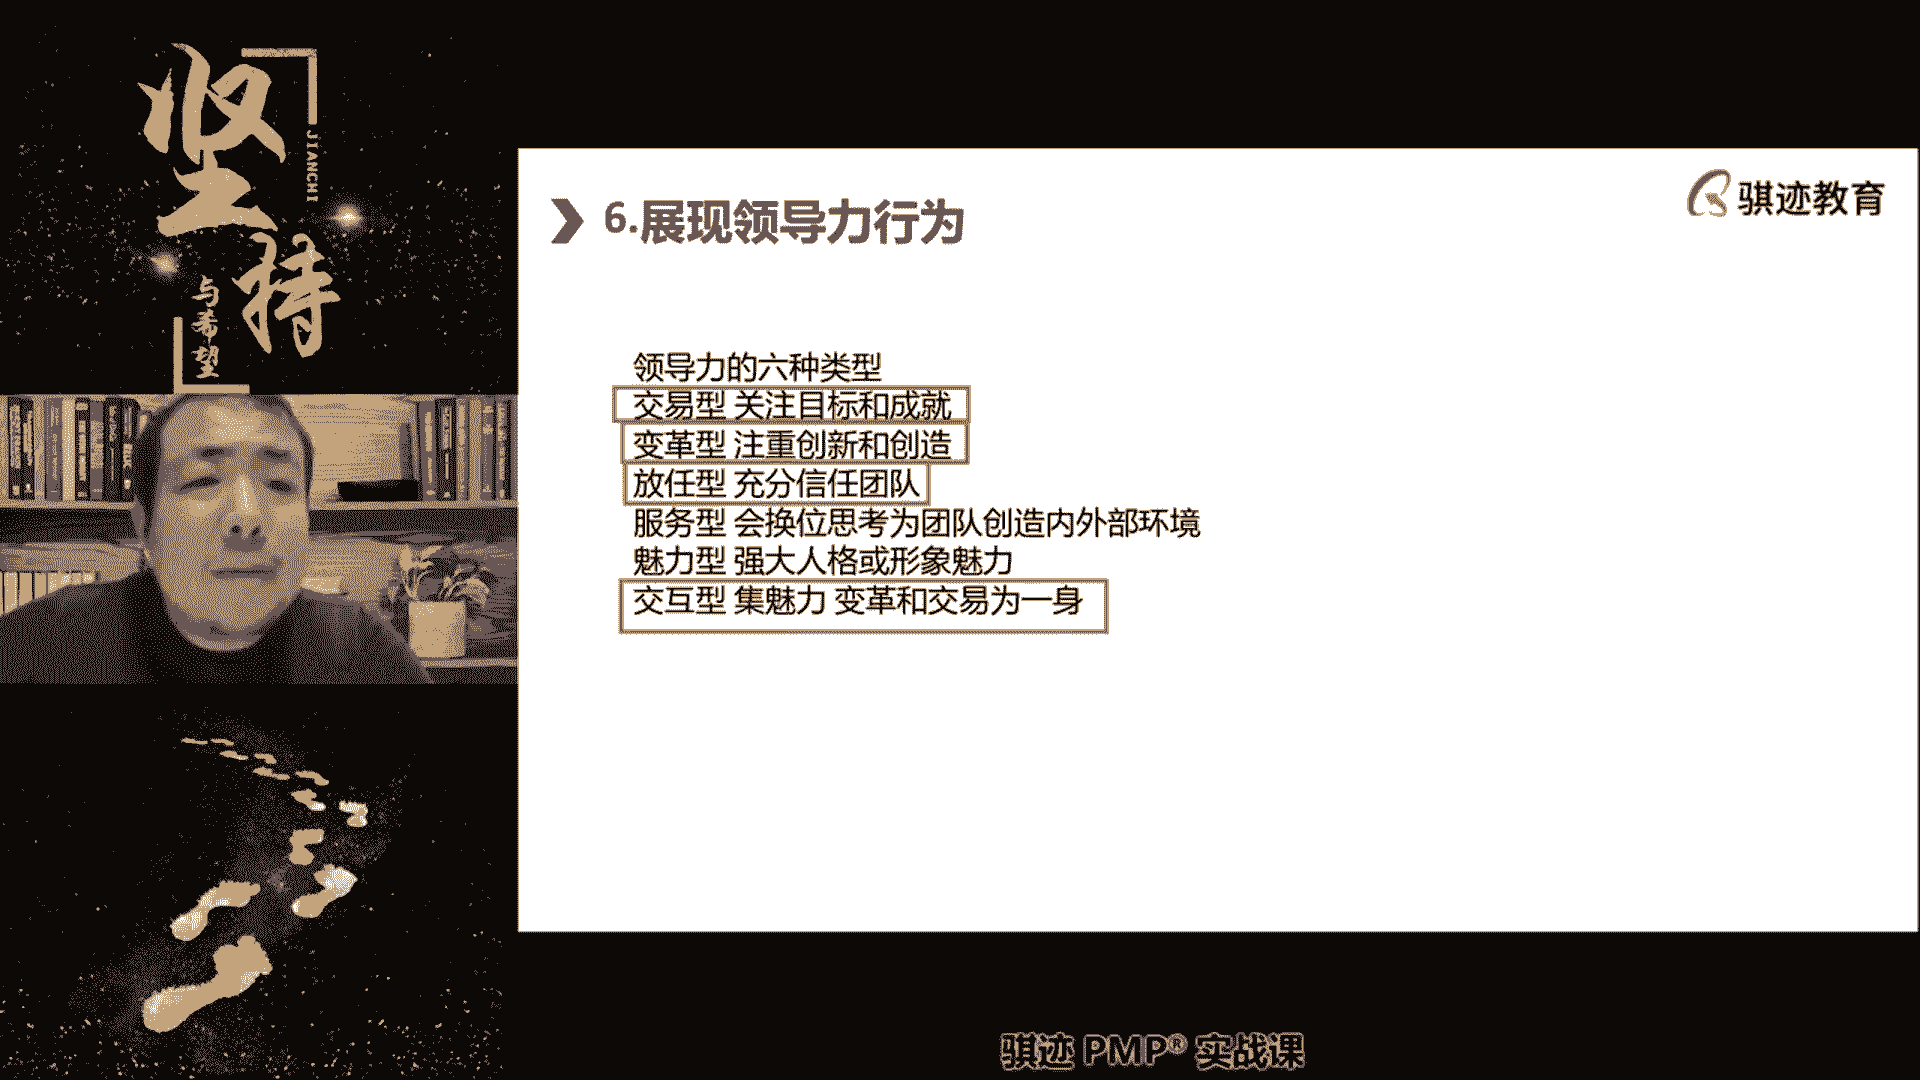 坚持
JIANCHI
与希望
骐迹教育
6.展现领导力行为
领导力的六种类型
交易型 关注目标和成就
变革型 注重创新和创造
放任型 充分信任团队
服务型 会换位思考为团队创造内外部环境
魅力型 强大人格或形象魅力
交互型 集魅力 变革和交易为一身
骐迹 PMP® 实战课